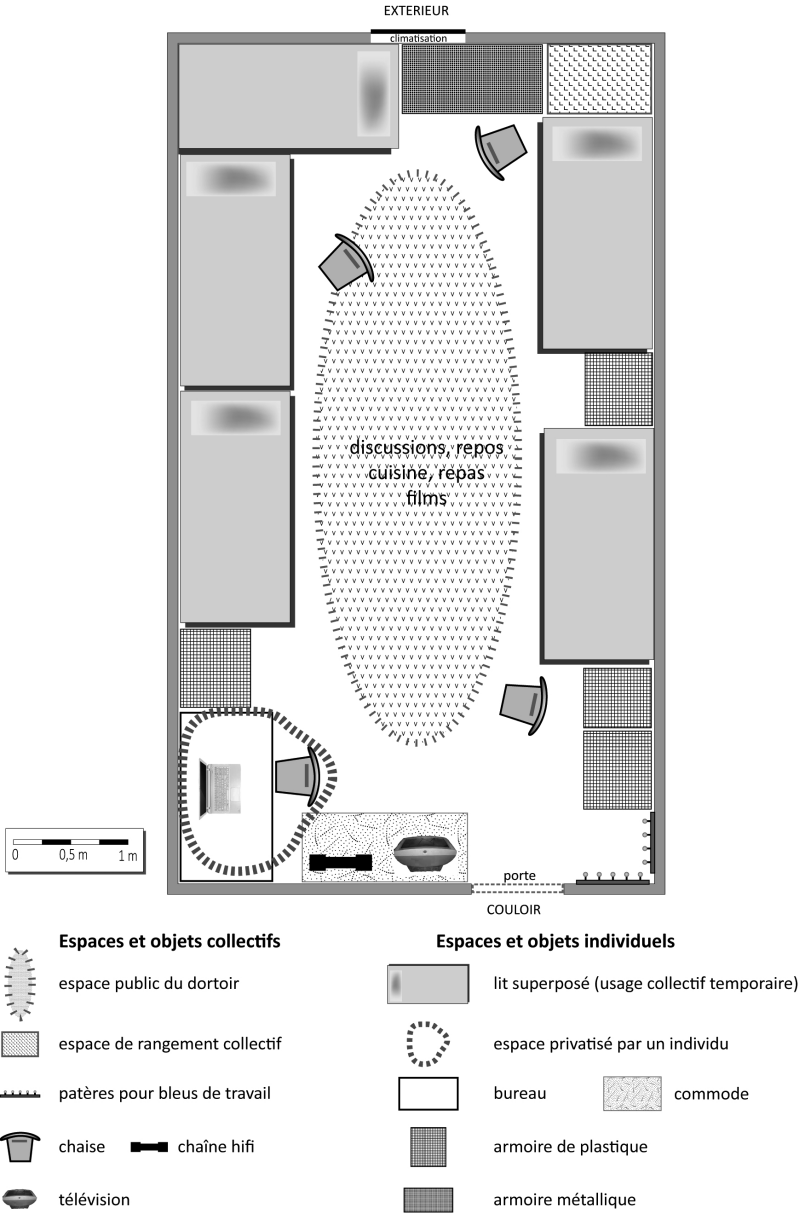 EXTERIEUR
climatisation
discussions, repos
cuisine, repas
films
0 0,5 m 1 m
porte
COULOIR
Espaces et objets collectifs
espace public du dortoir
espace de rangement collectif
patères pour bleus de travail
chaise chaîne hifi
télévision
Espaces et objets individuels
lit superposé (usage collectif temporaire)
espace privatisé par un individu
bureau commode
armoire de plastique
armoire métallique